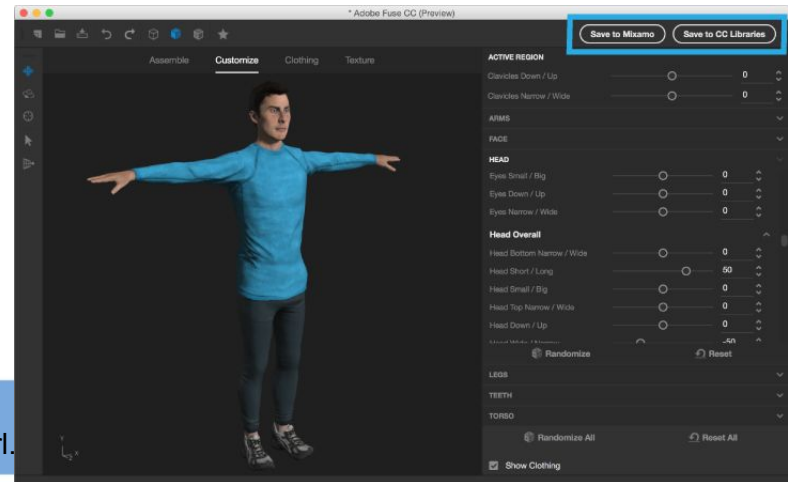 * Adobe Fuse CC (Preview)
Save to Mixamo
Save to CC Libraries
Assemble
Customize
Clothing
Texture
ACTIVE REGION
Clavicles Down / Up 0
Clavicles Narrow / Wide 0
ARMS
FACE
HEAD
Eyes Small / Big 0
Eyes Down / Up 0
Eyes Narrow / Wide 0
Head Overall
Head Bottom Narrow / Wide 0
Head Short / Long 50
Head Small / Big 0
Head Top Narrow / Wide 0
Head Down / Up 0
Randomize
Reset
LEGS
TEETH
TORSO
Randomize All
Reset All
Show Clothing
Y
X